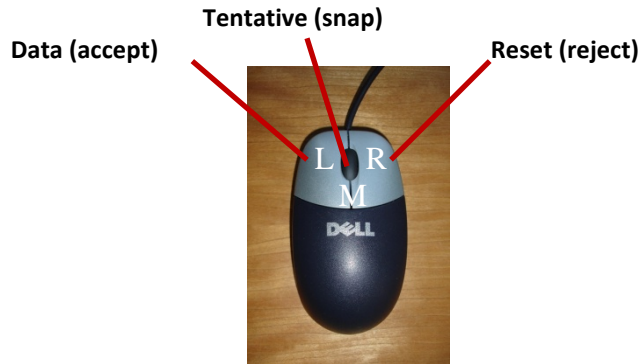 Tentative (snap)
Data (accept)
Reset (reject)
L R
M
DELL